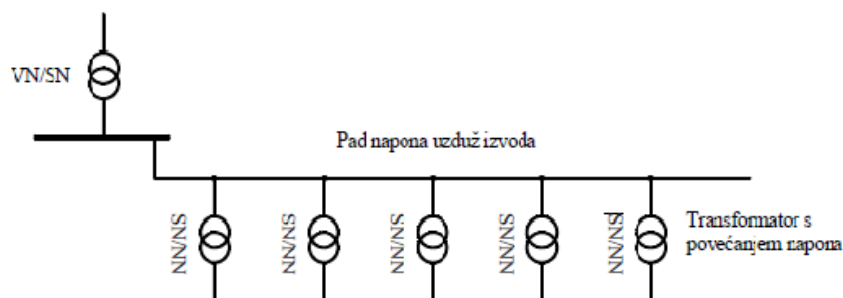 VN/SN
Pad napona uzduž izvoda
SN/NN
SN/NN
SN/NN
SN/NN
SN/NN
Transformator s
povećanjem napona